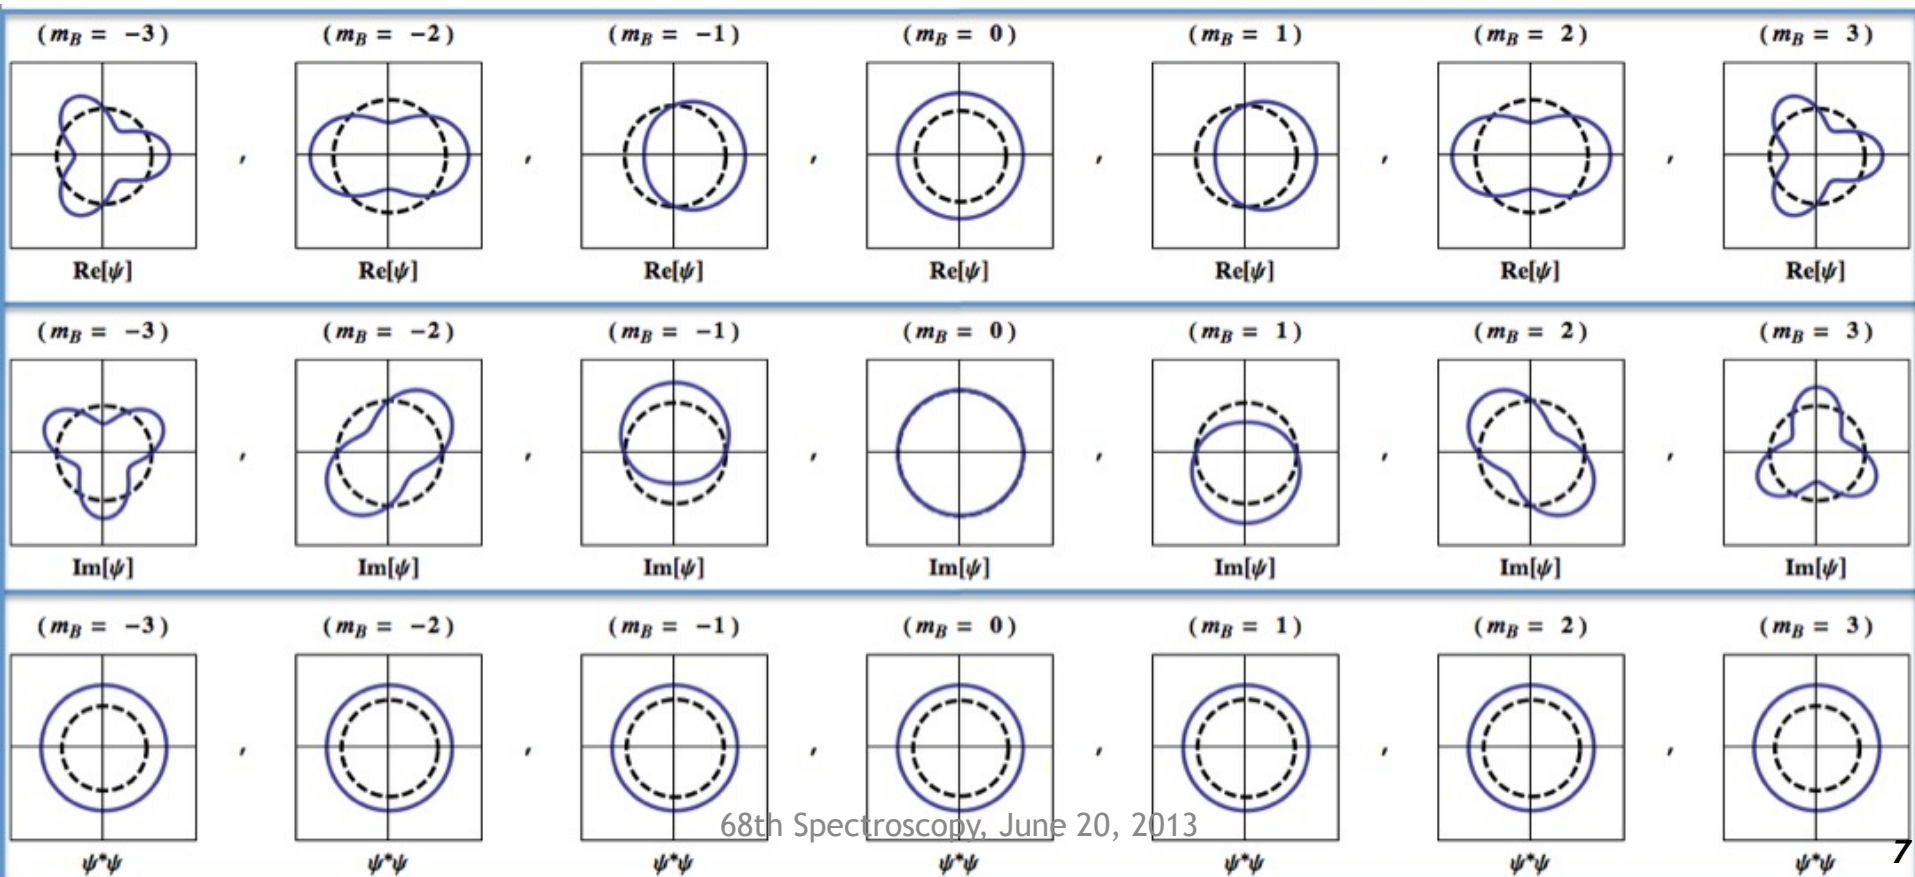 (m_B = -3) (m_B = -2) (m_B = -1) (m_B = 0) (m_B = 1) (m_B = 2) (m_B = 3)
, , , , , ,
Re[ψ] Re[ψ] Re[ψ] Re[ψ] Re[ψ] Re[ψ] Re[ψ]
(m_B = -3) (m_B = -2) (m_B = -1) (m_B = 0) (m_B = 1) (m_B = 2) (m_B = 3)
, , , , , ,
Im[ψ] Im[ψ] Im[ψ] Im[ψ] Im[ψ] Im[ψ] Im[ψ]
(m_B = -3) (m_B = -2) (m_B = -1) (m_B = 0) (m_B = 1) (m_B = 2) (m_B = 3)
, , , , , ,
68th Spectroscopy, June 20, 2013
ψ*ψ ψ*ψ ψ*ψ ψ*ψ ψ*ψ ψ*ψ ψ*ψ
7